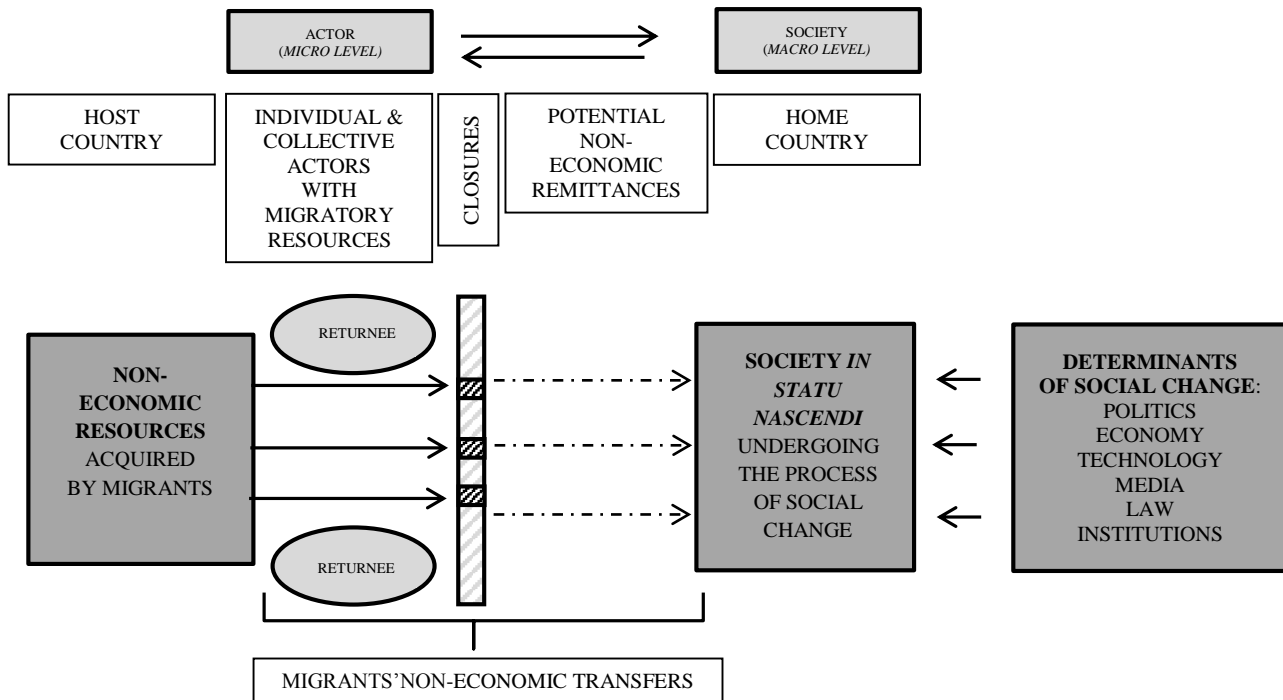 ACTOR
(MICRO LEVEL)
SOCIETY
(MACRO LEVEL)
HOST
COUNTRY
INDIVIDUAL &
COLLECTIVE
ACTORS
WITH
MIGRATORY
RESOURCES
CLOSURES
POTENTIAL
NON-
ECONOMIC
REMITTANCES
HOME
COUNTRY
RETURNEE
NON-
ECONOMIC
RESOURCES
ACQUIRED
BY MIGRANTS
RETURNEE
SOCIETY IN
STATU
NASCENDI
UNDERGOING
THE PROCESS
OF SOCIAL
CHANGE
DETERMINANTS
OF SOCIAL CHANGE:
POLITICS
ECONOMY
TECHNOLOGY
MEDIA
LAW
INSTITUTIONS
MIGRANTS'NON-ECONOMIC TRANSFERS